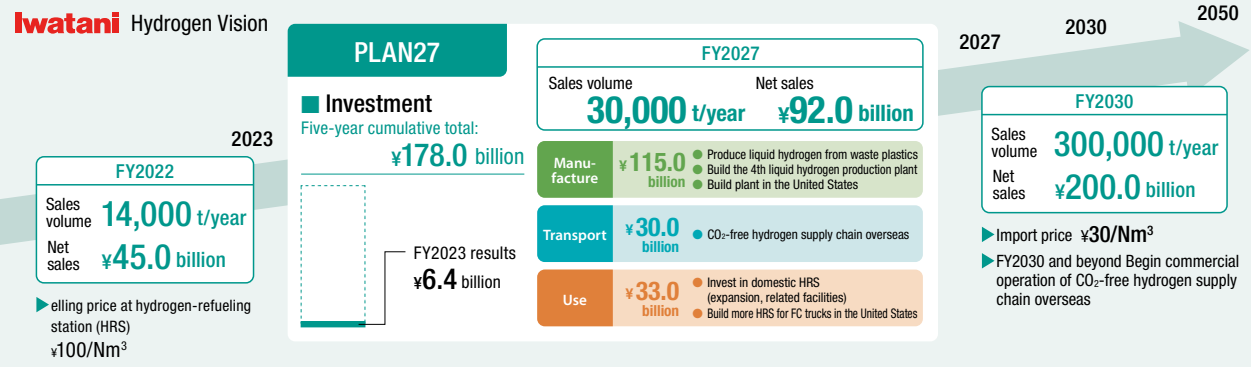 Iwatani Hydrogen Vision
2023
FY2022
Sales volume 14,000 t/year
Net sales ¥45.0 billion
▶elling price at hydrogen-refueling
station (HRS)
¥100/Nm³
PLAN27
■ Investment
Five-year cumulative total:
¥178.0 billion
FY2023 results
¥6.4 billion
FY2027
Sales volume
30,000 t/year
Net sales
¥92.0 billion
Manu-
facture
¥115.0
billion
● Produce liquid hydrogen from waste plastics
● Build the 4th liquid hydrogen production plant
● Build plant in the United States
Transport
¥30.0
billion
● CO₂-free hydrogen supply chain overseas
Use
¥33.0
billion
● Invest in domestic HRS
(expansion, related facilities)
● Build more HRS for FC trucks in the United States
2027
2030
2050
FY2030
Sales
volume 300,000 t/year
Net
sales ¥200.0 billion
▶Import price ¥30/Nm³
▶FY2030 and beyond Begin commercial
operation of CO₂-free hydrogen supply
chain overseas